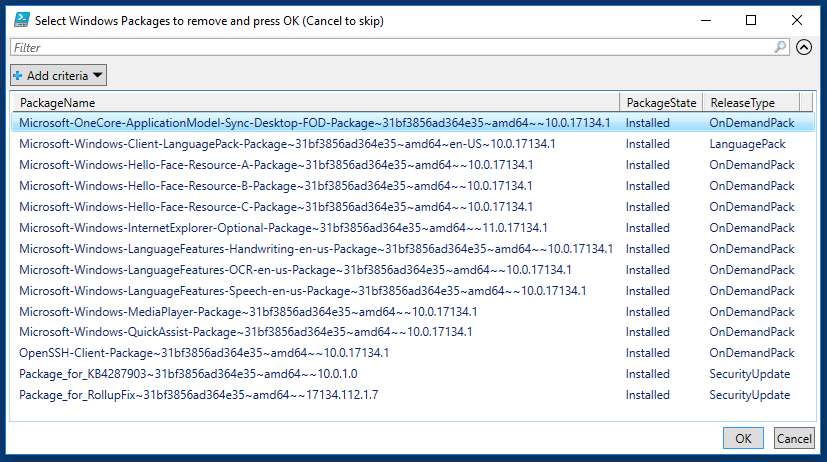 Select Windows Packages to remove and press OK (Cancel to skip)
Filter
Add criteria
PackageName PackageState ReleaseType
Microsoft-OneCore-ApplicationModel-Sync-Desktop-FOD-Package~31bf3856ad364e35~amd64~~10.0.17134.1 Installed OnDemandPack
Microsoft-Windows-Client-LanguagePack-Package~31bf3856ad364e35~amd64~en-US~10.0.17134.1 Installed LanguagePack
Microsoft-Windows-Hello-Face-Resource-A-Package~31bf3856ad364e35~amd64~~10.0.17134.1 Installed OnDemandPack
Microsoft-Windows-Hello-Face-Resource-B-Package~31bf3856ad364e35~amd64~~10.0.17134.1 Installed OnDemandPack
Microsoft-Windows-Hello-Face-Resource-C-Package~31bf3856ad364e35~amd64~~10.0.17134.1 Installed OnDemandPack
Microsoft-Windows-InternetExplorer-Optional-Package~31bf3856ad364e35~amd64~~11.0.17134.1 Installed OnDemandPack
Microsoft-Windows-LanguageFeatures-Handwriting-en-us-Package~31bf3856ad364e35~amd64~~10.0.17134.1 Installed OnDemandPack
Microsoft-Windows-LanguageFeatures-OCR-en-us-Package~31bf3856ad364e35~amd64~~10.0.17134.1 Installed OnDemandPack
Microsoft-Windows-LanguageFeatures-Speech-en-us-Package~31bf3856ad364e35~amd64~~10.0.17134.1 Installed OnDemandPack
Microsoft-Windows-MediaPlayer-Package~31bf3856ad364e35~amd64~~10.0.17134.1 Installed OnDemandPack
Microsoft-Windows-QuickAssist-Package~31bf3856ad364e35~amd64~~10.0.17134.1 Installed OnDemandPack
OpenSSH-Client-Package~31bf3856ad364e35~amd64~~10.0.17134.1 Installed OnDemandPack
Package_for_KB4287903~31bf3856ad364e35~amd64~~10.0.1.0 Installed SecurityUpdate
Package_for_RollupFix~31bf3856ad364e35~amd64~~17134.112.1.7 Installed SecurityUpdate
OK Cancel